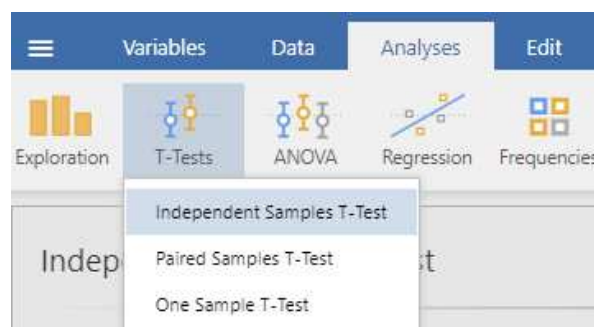 Variables Data Analyses Edit
Exploration T-Tests ANOVA Regression Frequencies
Independent Samples T-Test
Indep st
Paired Samples T-Test
One Sample T-Test